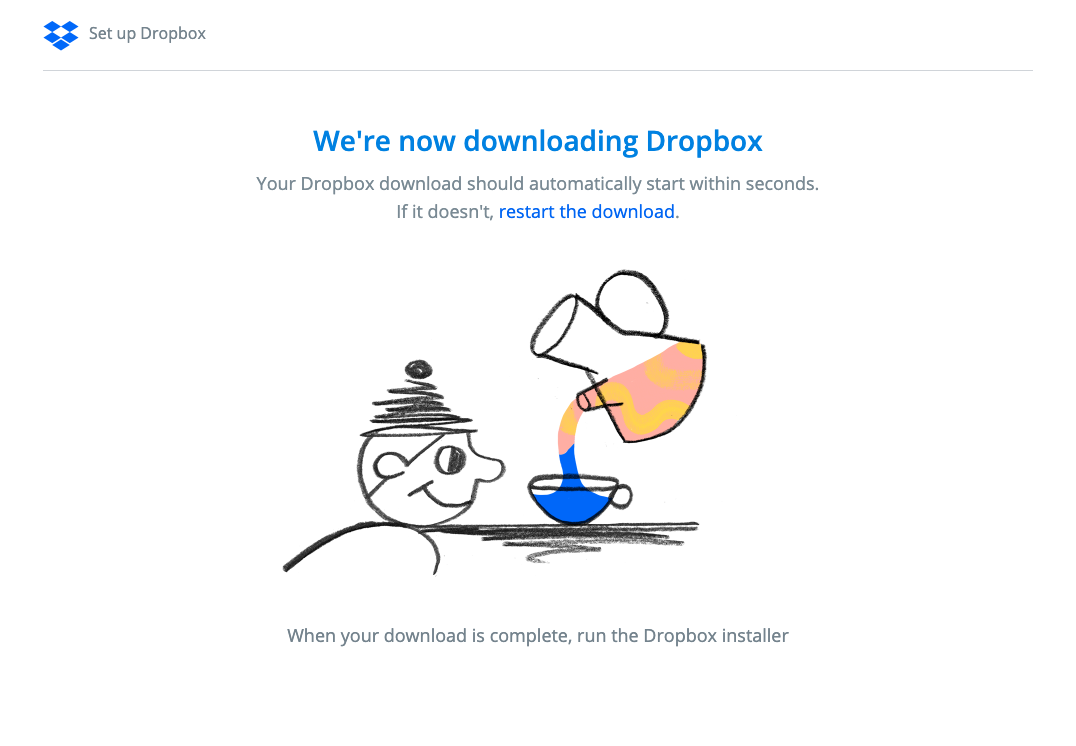 Set up Dropbox
We're now downloading Dropbox
Your Dropbox download should automatically start within seconds.
If it doesn't, restart the download.
When your download is complete, run the Dropbox installer